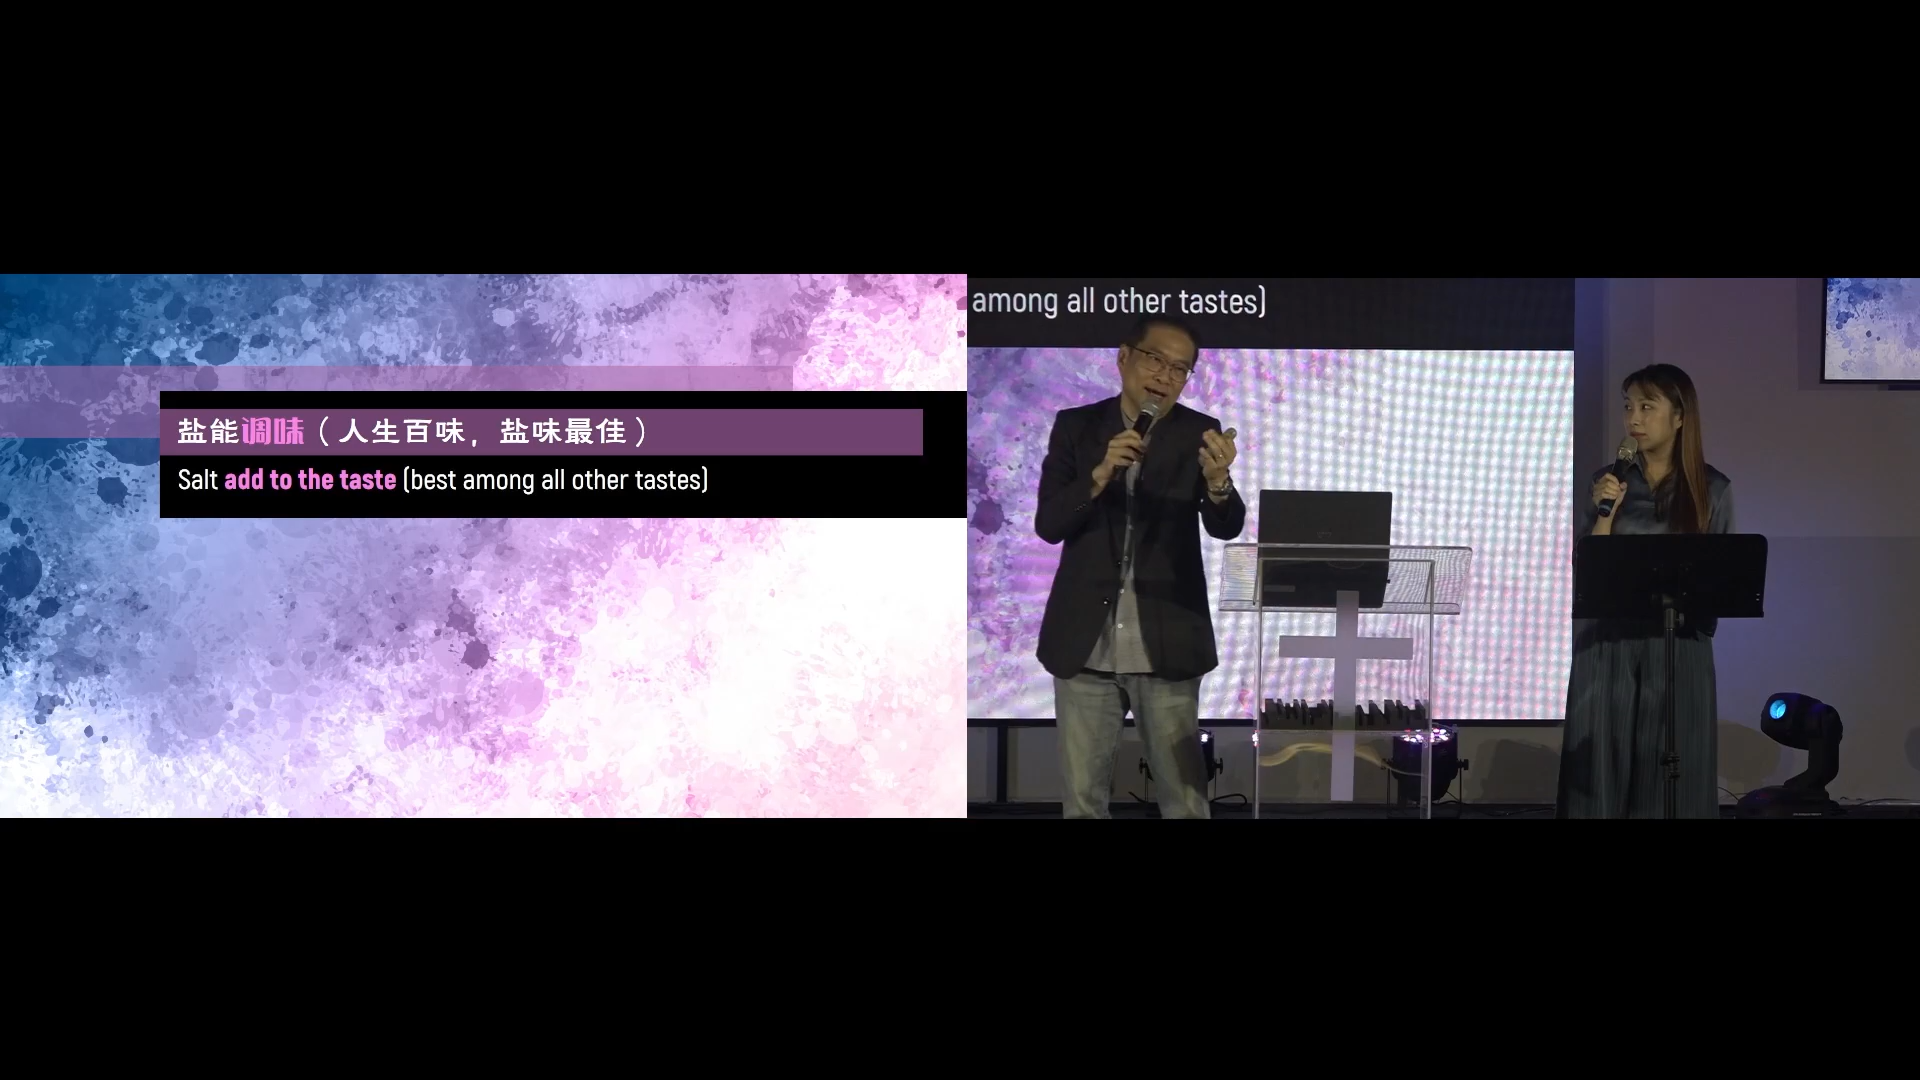 盐能调味（人生百味，盐味最佳）
Salt add to the taste (best among all other tastes)
among all other tastes)